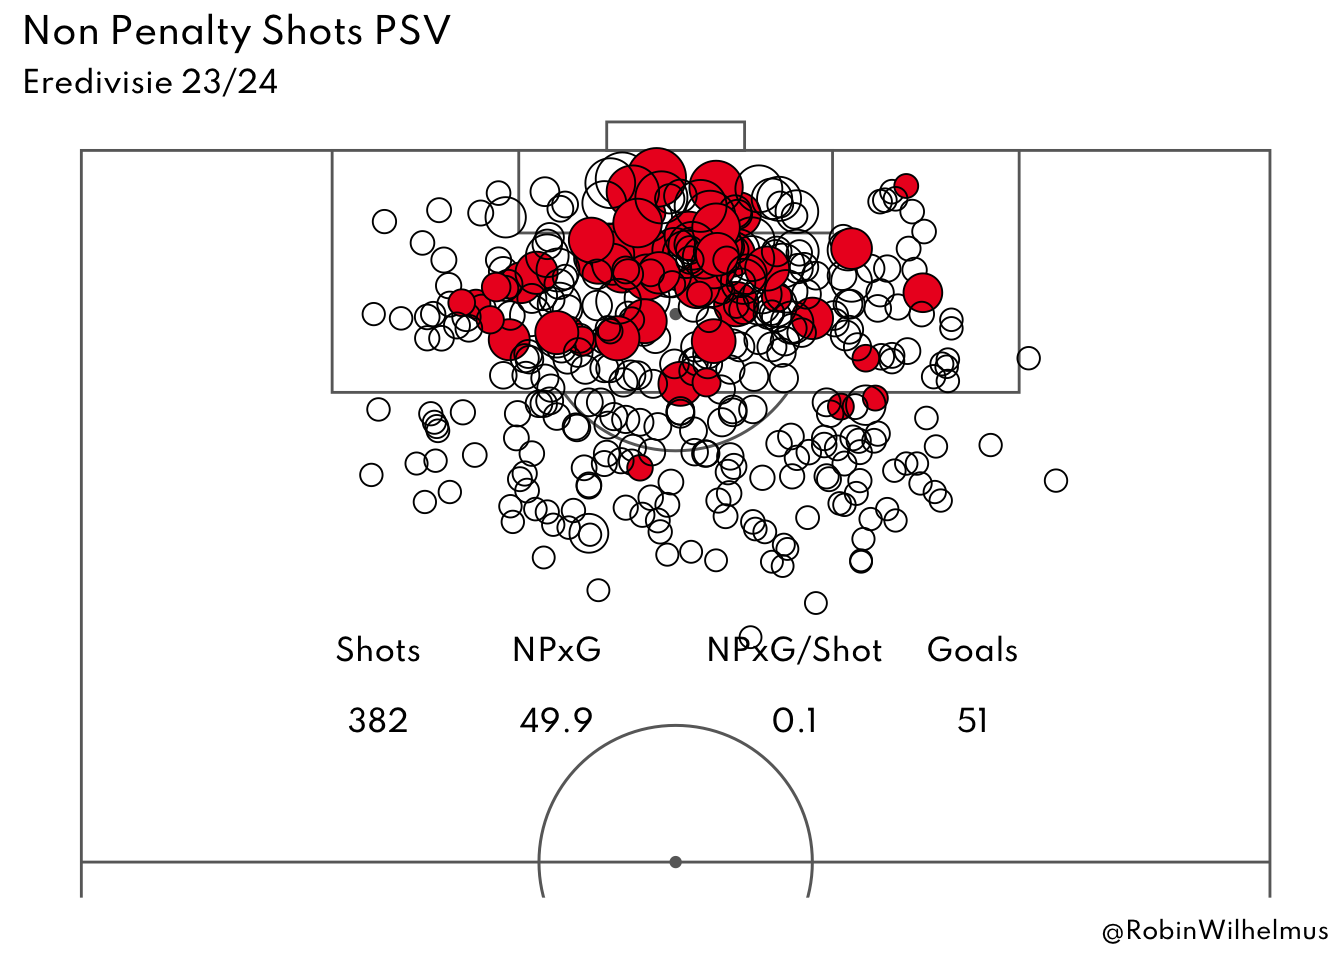 Non Penalty Shots PSV
Eredivisie 23/24
Shots NPxG NPxG/Shot Goals
382 49.9 0.1 51
@RobinWilhelmus